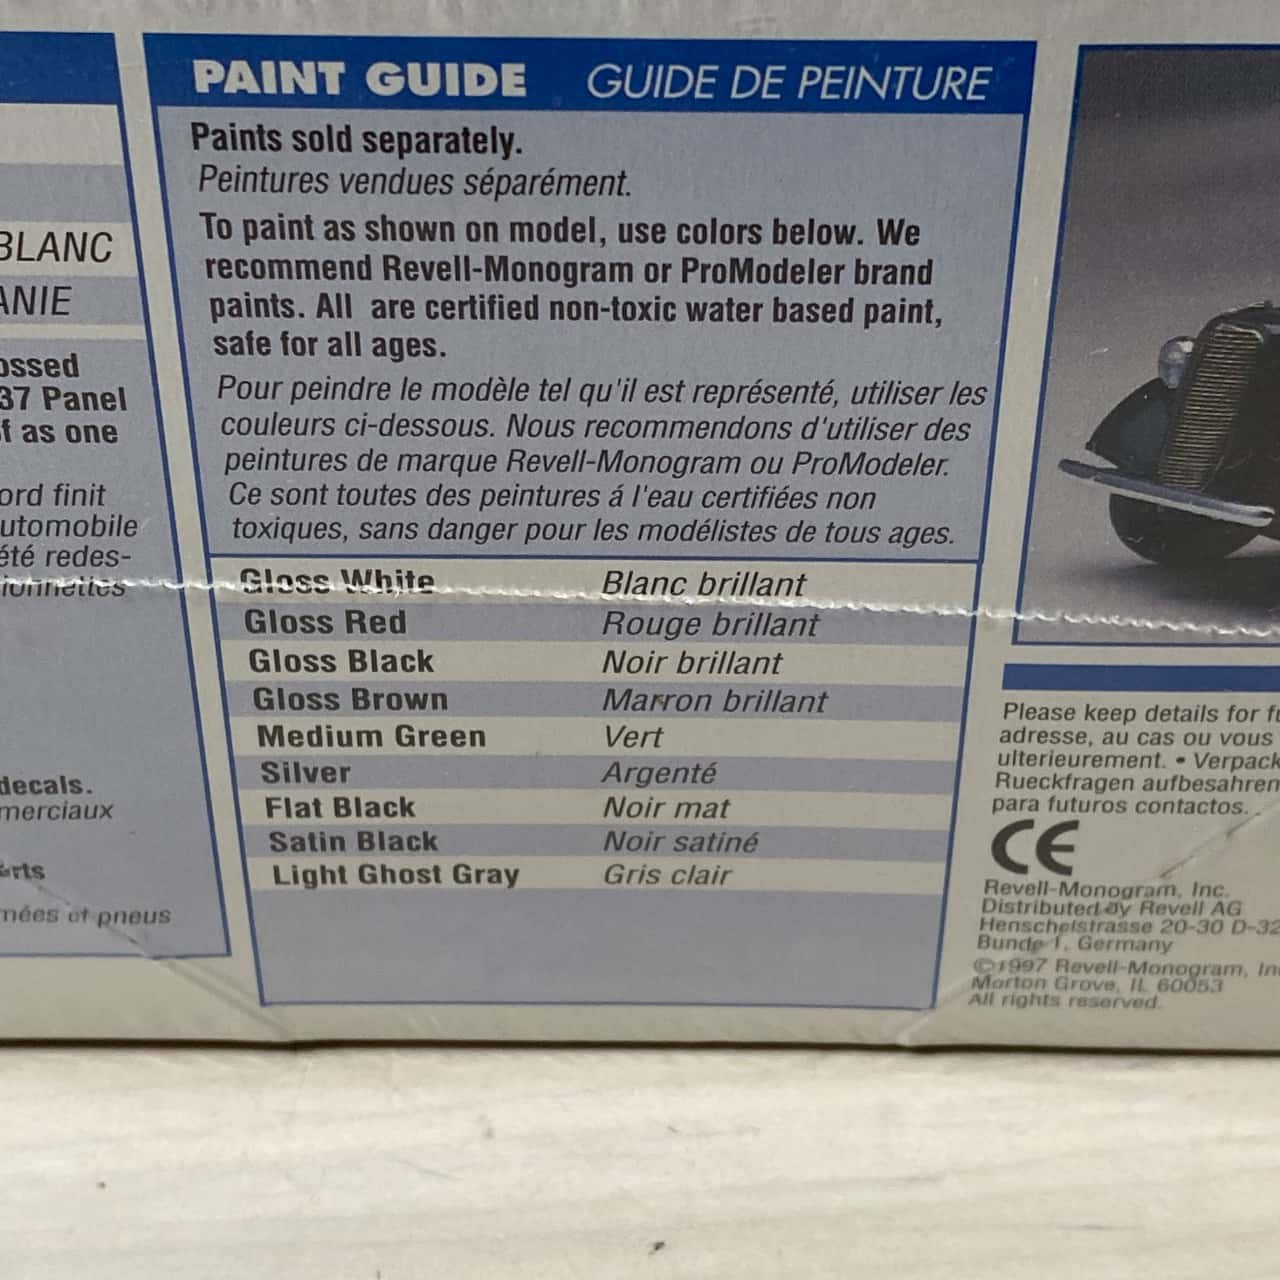 BLANC
ANIE
ossed
37 Panel
f as one
ord finit
utomobile
été redes-
ionnettes
decals.
merciaux
mées et pneus
PAINT GUIDE GUIDE DE PEINTURE
Paints sold separately.
Peintures vendues séparément.
To paint as shown on model, use colors below. We
recommend Revell-Monogram or ProModeler brand
paints. All are certified non-toxic water based paint,
safe for all ages.
Pour peindre le modèle tel qu'il est représenté, utiliser les
couleurs ci-dessous. Nous recommendons d'utiliser des
peintures de marque Revell-Monogram ou ProModeler.
Ce sont toutes des peintures á l'eau certifiées non
toxiques, sans danger pour les modélistes de tous ages.
Gloss White Blanc brillant
Gloss Red Rouge brillant
Gloss Black Noir brillant
Gloss Brown Marron brillant
Medium Green Vert
Silver Argenté
Flat Black Noir mat
Satin Black Noir satiné
Light Ghost Gray Gris clair
Please keep details for fu
adresse, au cas ou vous
ulterieurement. • Verpack
Rueckfragen aufbesahren
para futuros contactos.
CE
Revell-Monogram, Inc.
Distributed by Revell AG
Henschelstrasse 20-30 D-32
Bunde 1, Germany
©1997 Revell-Monogram, Inc
Morton Grove, IL 60053
All rights reserved.